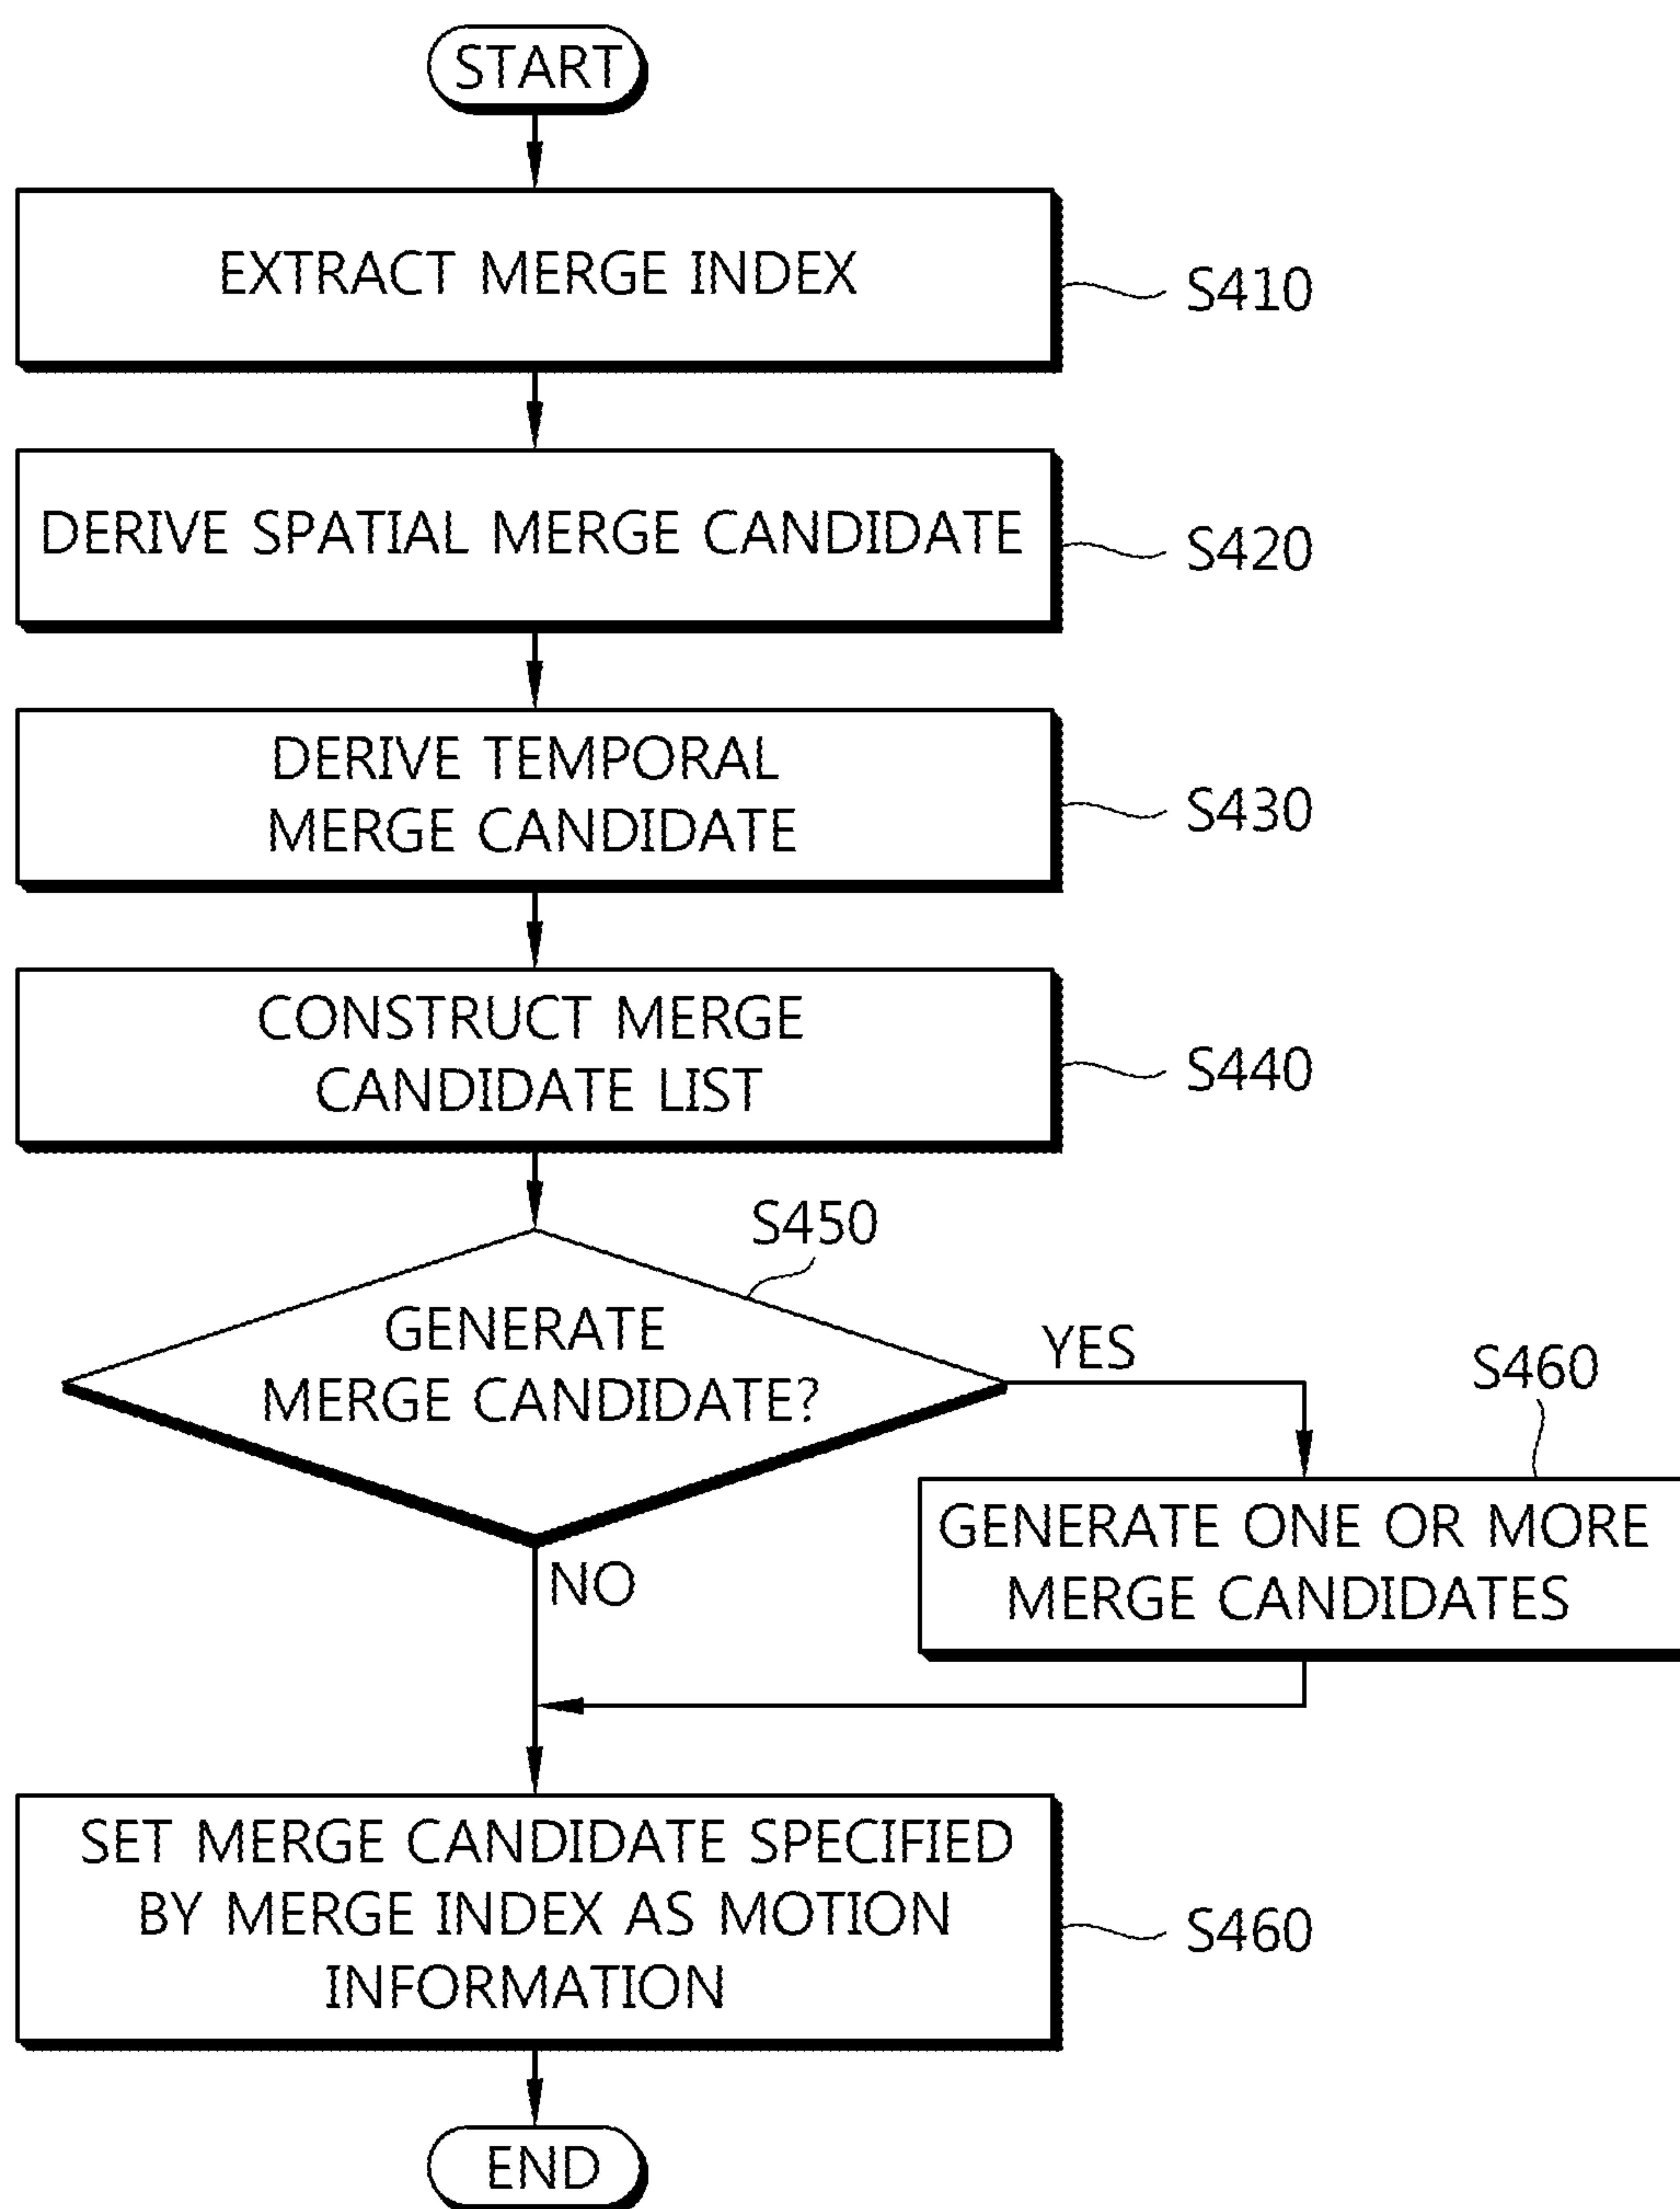 START
EXTRACT MERGE INDEX
S410
DERIVE SPATIAL MERGE CANDIDATE
S420
DERIVE TEMPORAL
MERGE CANDIDATE
S430
CONSTRUCT MERGE
CANDIDATE LIST
S440
S450
GENERATE
MERGE CANDIDATE?
YES
NO
S460
GENERATE ONE OR MORE
MERGE CANDIDATES
SET MERGE CANDIDATE SPECIFIED
BY MERGE INDEX AS MOTION
INFORMATION
S460
END